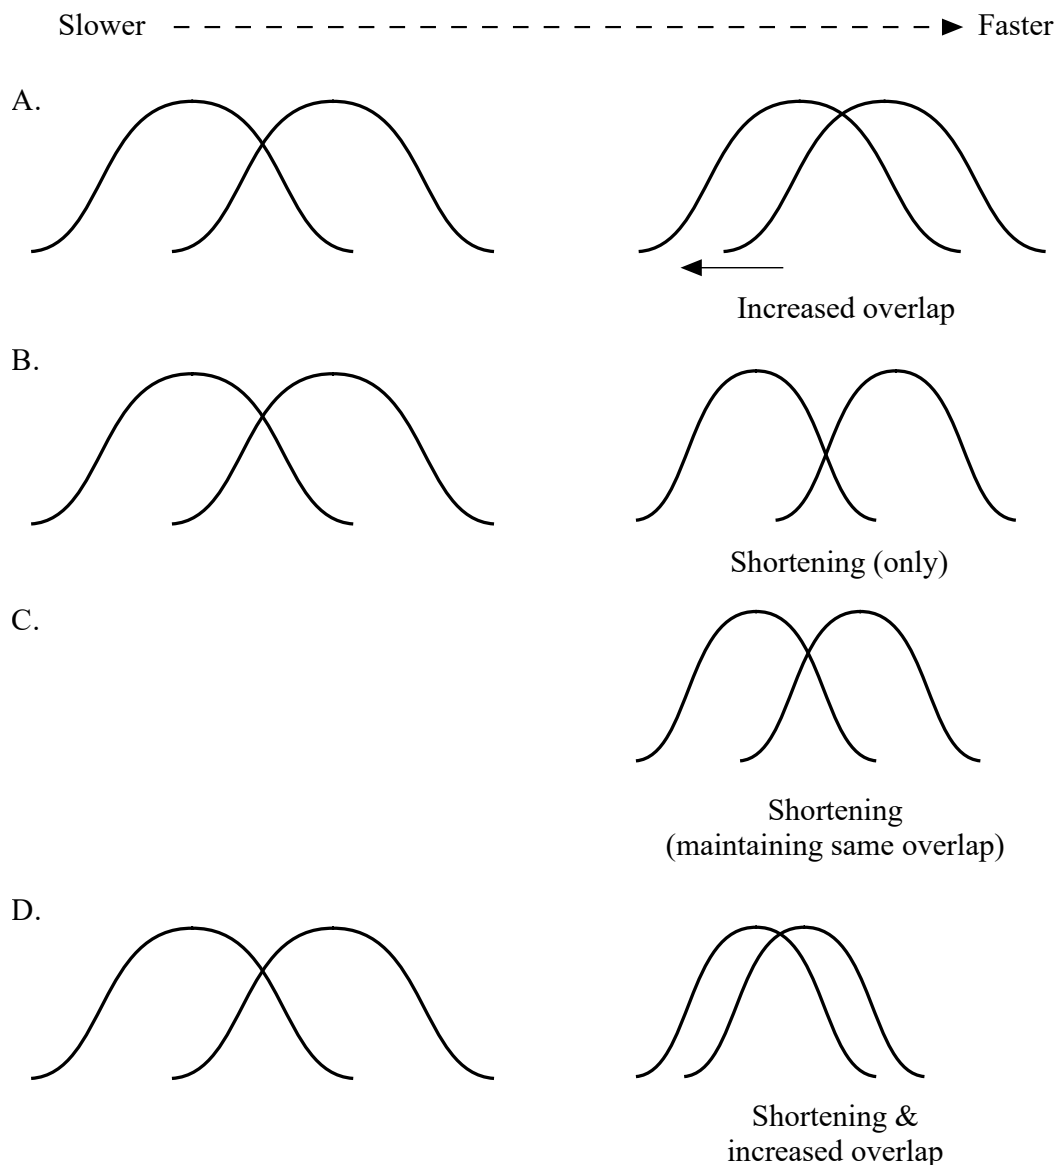 Slower Faster
A.
Increased overlap
B.
Shortening (only)
C.
Shortening
(maintaining same overlap)
D.
Shortening &
increased overlap